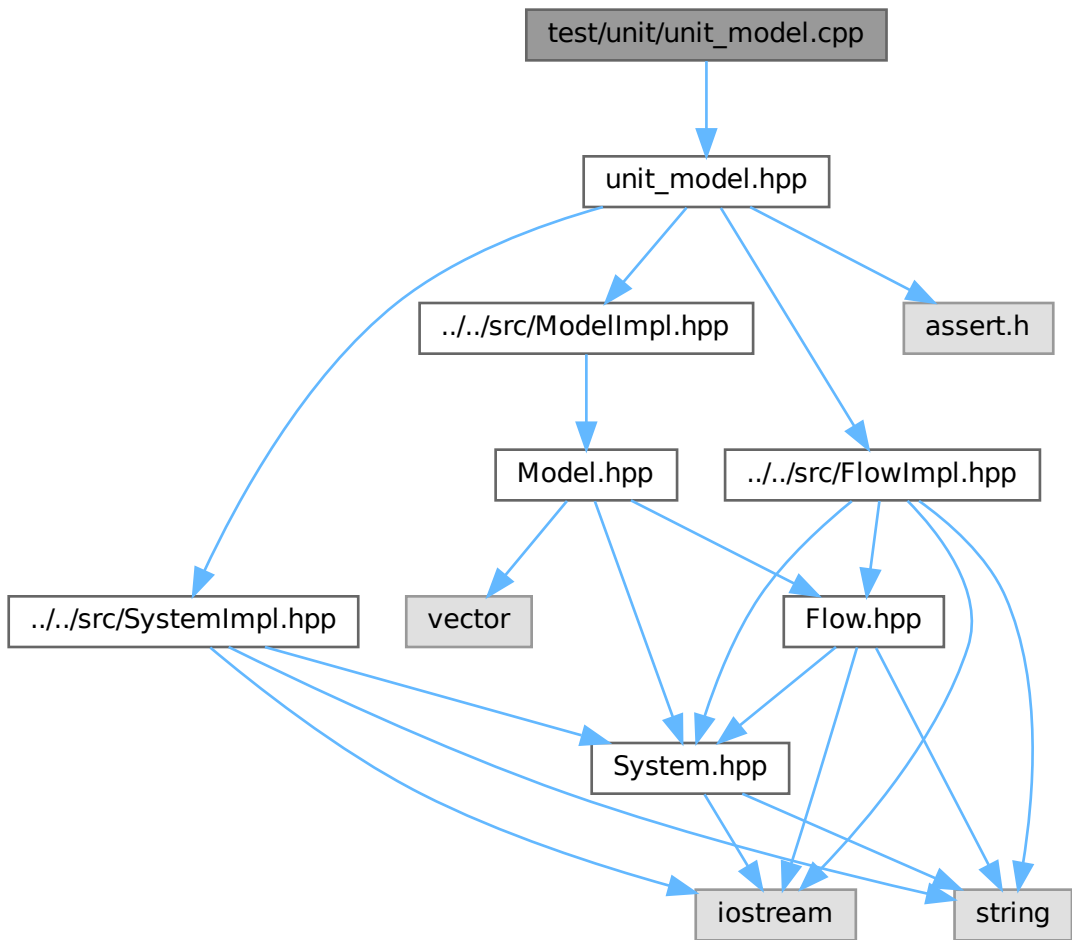 test/unit/unit_model.cpp
unit_model.hpp
../../src/ModelImpl.hpp
assert.h
Model.hpp
../../src/FlowImpl.hpp
../../src/SystemImpl.hpp
vector
Flow.hpp
System.hpp
iostream
string